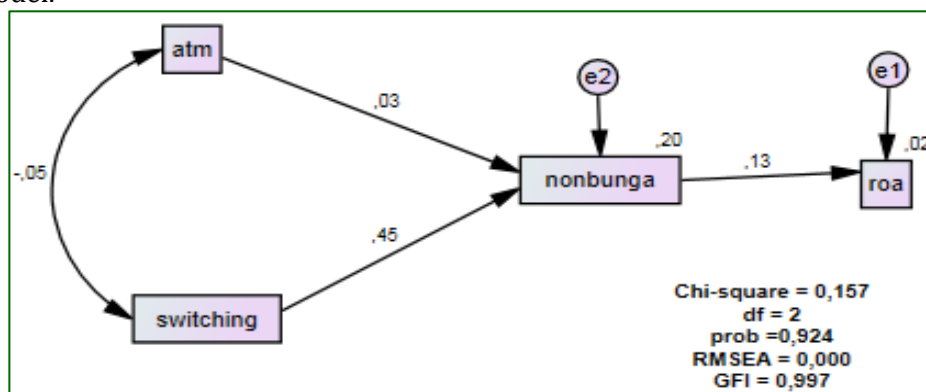 atm
e2
e1
,03
,20
,02
-,05
nonbunga
,13
roa
,45
switching
Chi-square = 0,157
df = 2
prob =0,924
RMSEA = 0,000
GFI = 0,997